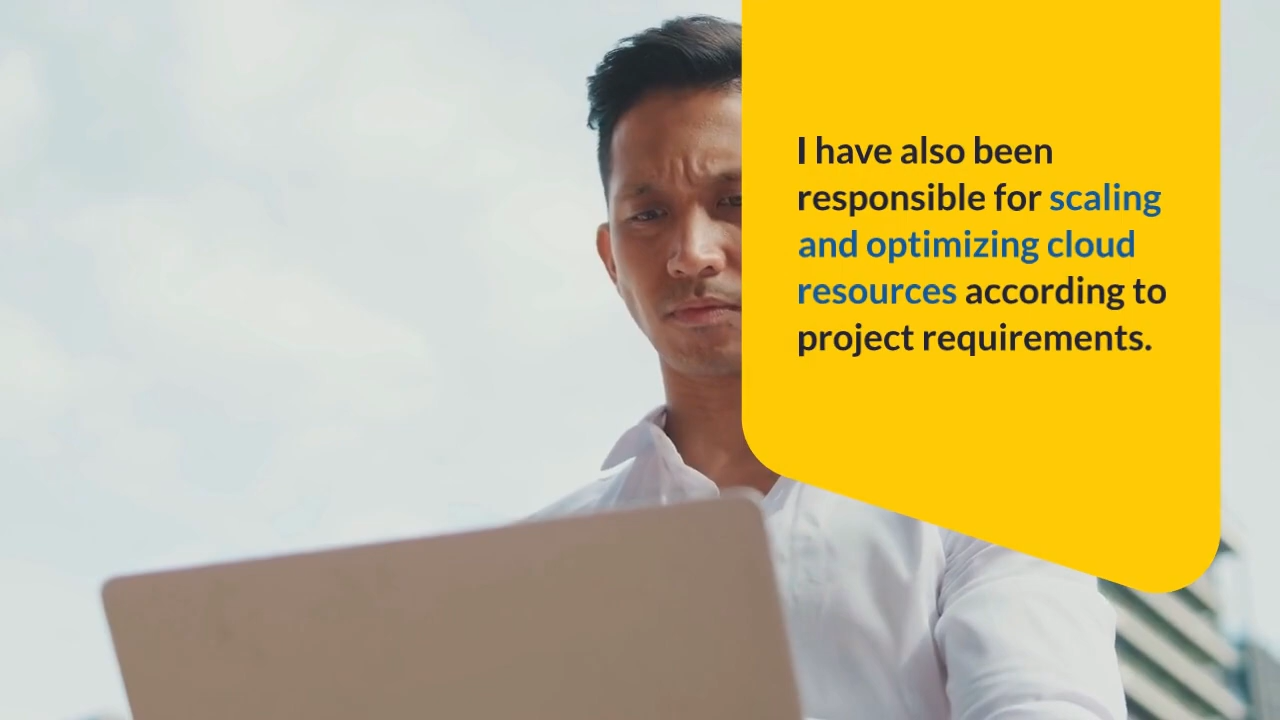 I have also been
responsible for scaling
and optimizing cloud
resources according to
project requirements.